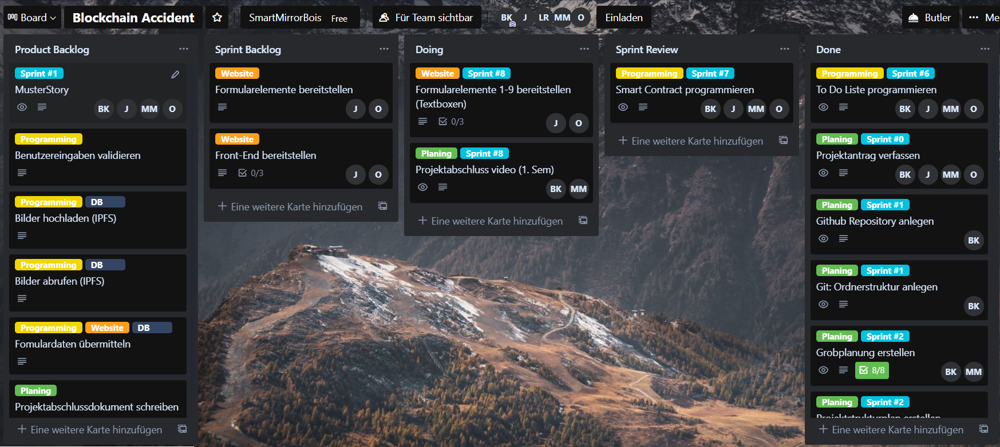 Board
Blockchain Accident
SmartMirrorBois Free
Für Team sichtbar
BK J LR MM O
Einladen
Butler
Me
Product Backlog
Sprint #1
MusterStory
BK J MM O
Programming
Benutzereingaben validieren
Programming DB
Bilder hochladen (IPFS)
Programming DB
Bilder abrufen (IPFS)
Programming Website DB
Fomulardaten übermitteln
Planing
Projektabschlussdokument schreiben
+ Eine weitere Karte hinzufügen
Sprint Backlog
Website
Formularelemente bereitstellen
J O
Website
Front-End bereitstellen
0/3
J O
+ Eine weitere Karte hinzufügen
Doing
Website Sprint #8
Formularelemente 1-9 bereitstellen
(Textboxen)
0/3
J O
Planing Sprint #8
Projektabschluss video (1. Sem)
BK MM
+ Eine weitere Karte hinzufügen
Sprint Review
Programming Sprint #7
Smart Contract programmieren
BK J MM O
+ Eine weitere Karte hinzufügen
Done
Programming Sprint #6
To Do Liste programmieren
BK J MM O
Planing Sprint #0
Projektantrag verfassen
BK J MM O
Planing Sprint #1
Github Repository anlegen
BK
Planing Sprint #1
Git: Ordnerstruktur anlegen
BK
Planing Sprint #2
Grobplanung erstellen
8/8
BK MM
Planing Sprint #2
Projektstrukturplan erstellen
+ Eine weitere Karte hinzufügen